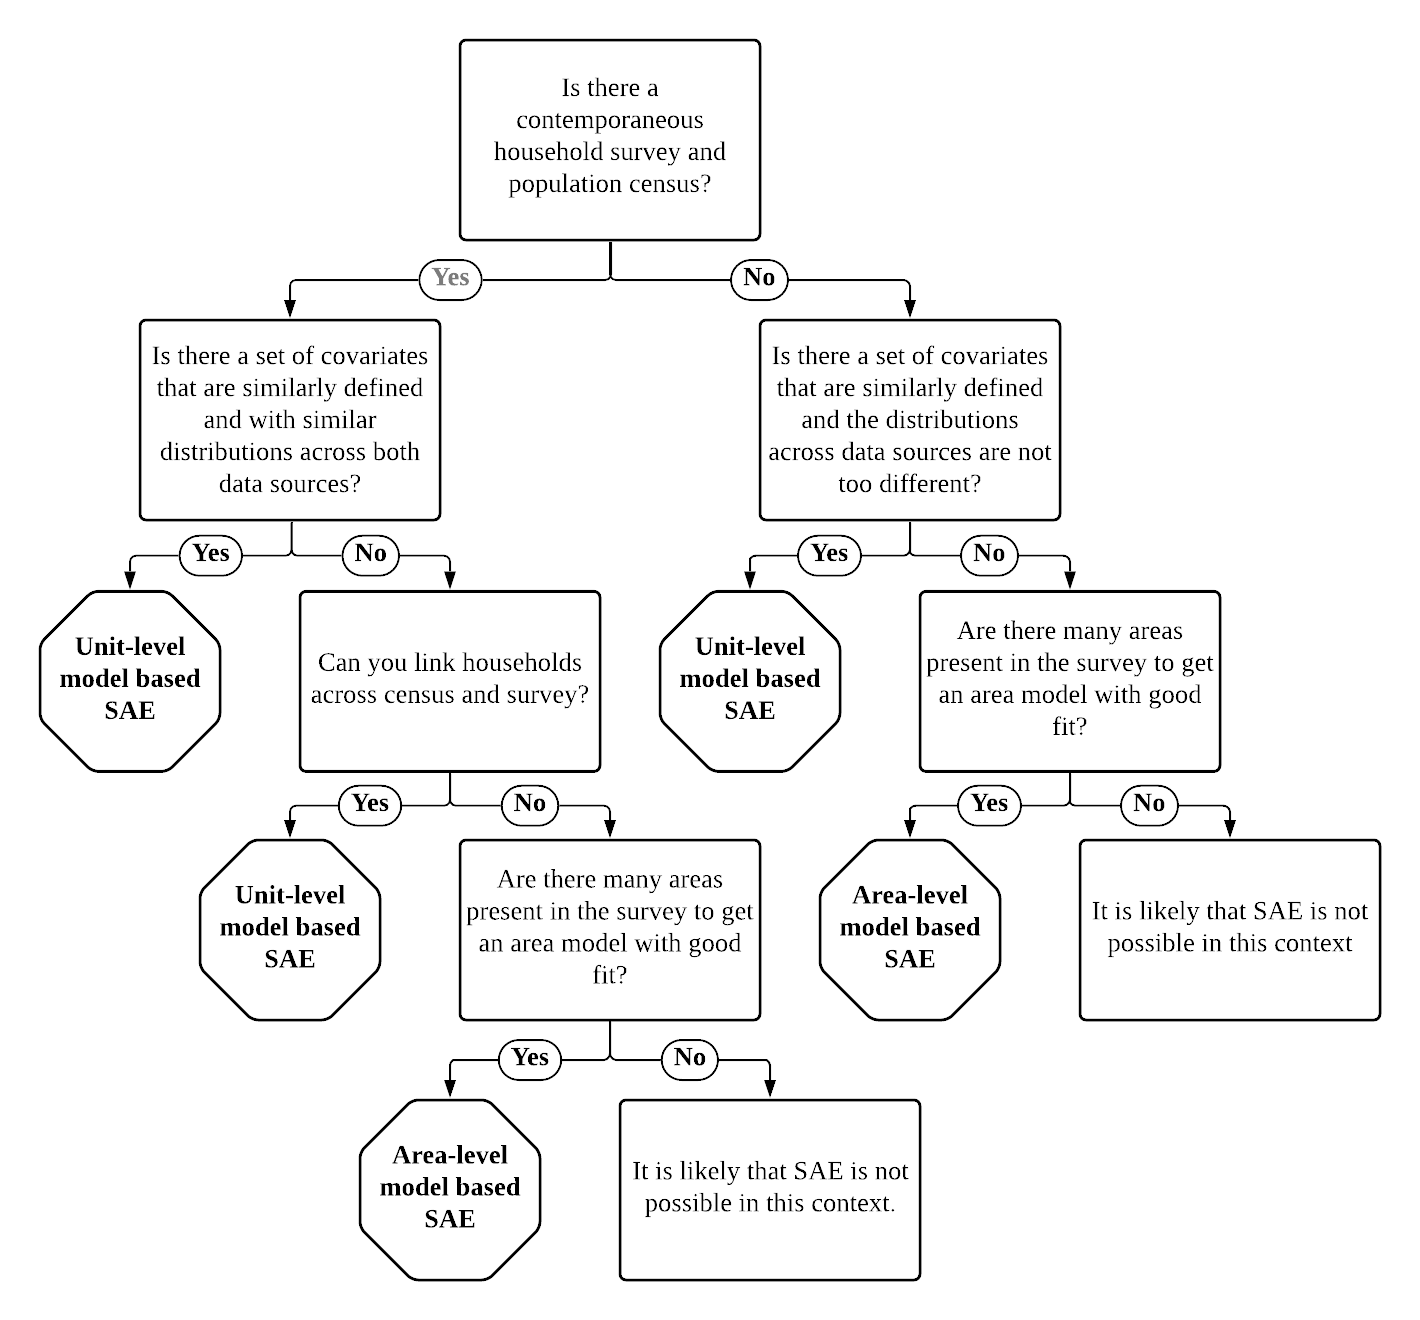 Is there a
contemporaneous
household survey and
population census?
Yes
No
Is there a set of covariates
that are similarly defined
and with similar
distributions across both
data sources?
Is there a set of covariates
that are similarly defined
and the distributions
across data sources are not
too different?
Yes
No
Yes
No
Unit-level
model based
SAE
Can you link households
across census and survey?
Unit-level
model based
SAE
Are there many areas
present in the survey to get
an area model with good
fit?
Yes
No
Yes
No
Unit-level
model based
SAE
Are there many areas
present in the survey to get
an area model with good
fit?
Area-level
model based
SAE
It is likely that SAE is not
possible in this context
Yes
No
Area-level
model based
SAE
It is likely that SAE is not
possible in this context.